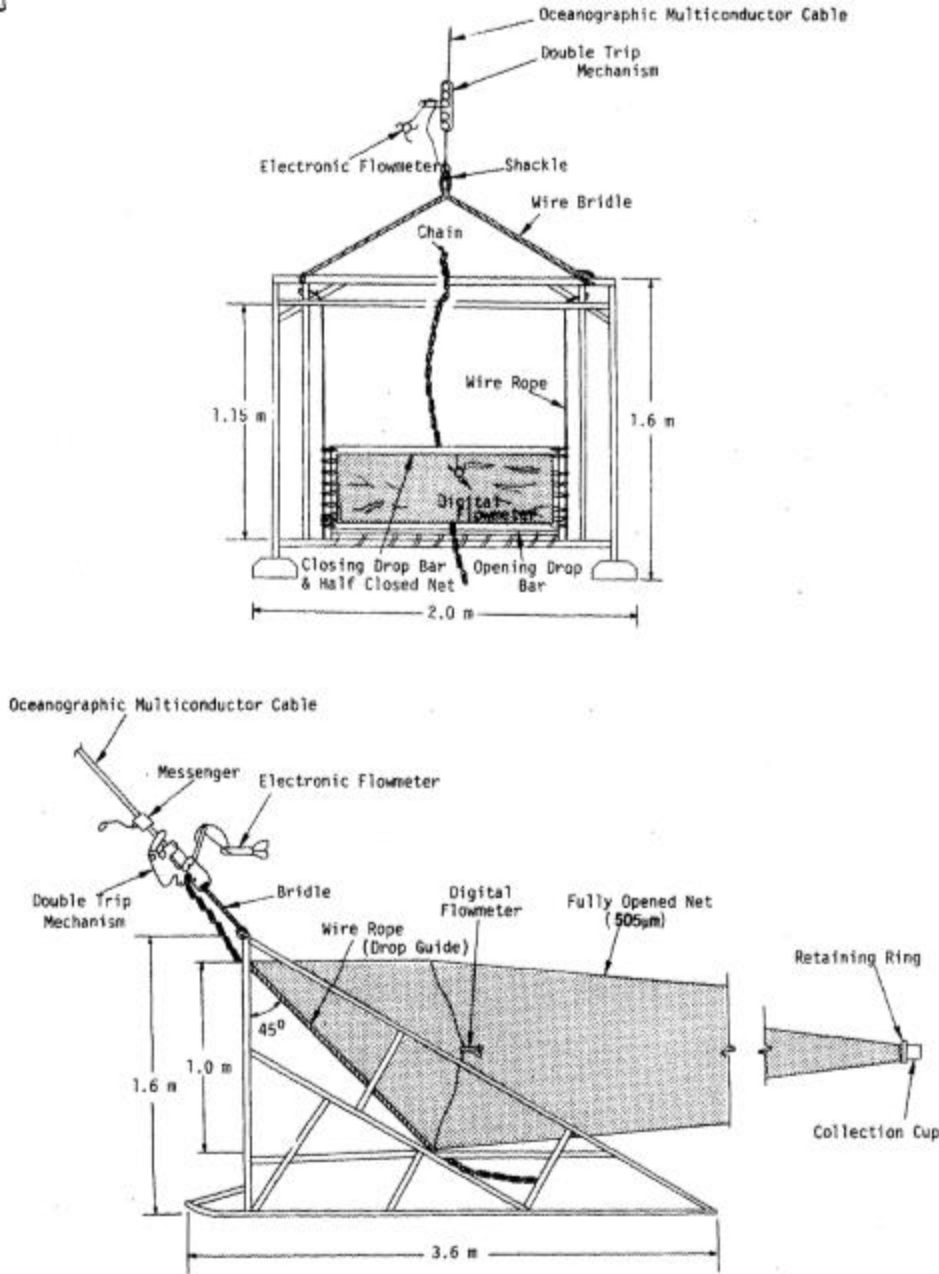 Oceanographic Multiconductor Cable
Double Trip
Mechanism
Electronic Flowmeter
Shackle
Wire Bridle
Chain
Wire Rope
1.15 m
1.6 m
Digital
Closing Drop Bar
& Half Closed Net
Opening Drop
Bar
2.0 m
Oceanographic Multiconductor Cable
Messenger
Electronic Flowmeter
Double Trip
Mechanism
Bridle
Digital
Flowmeter
Fully Opened Net
(505µm)
Wire Rope
(Drop Guide)
Retaining Ring
45⁰
1.0 m
1.6 m
Collection Cup
3.6 m